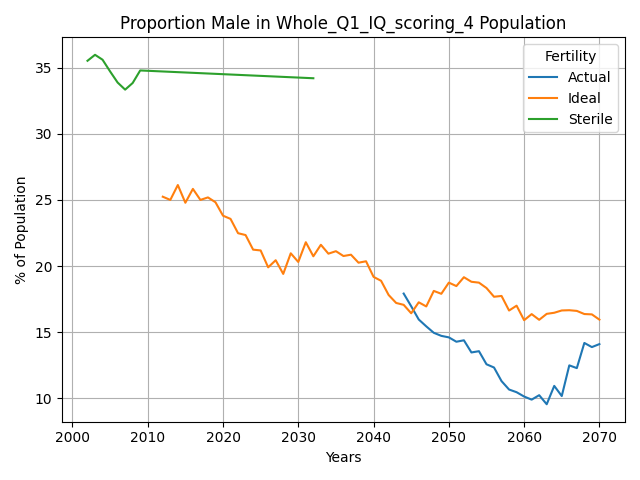 Proportion Male in Whole_Q1_IQ_scoring_4 Population
Fertility
Actual
Ideal
Sterile
% of Population
35
30
25
20
15
10
2000 2010 2020 2030 2040 2050 2060 2070
Years